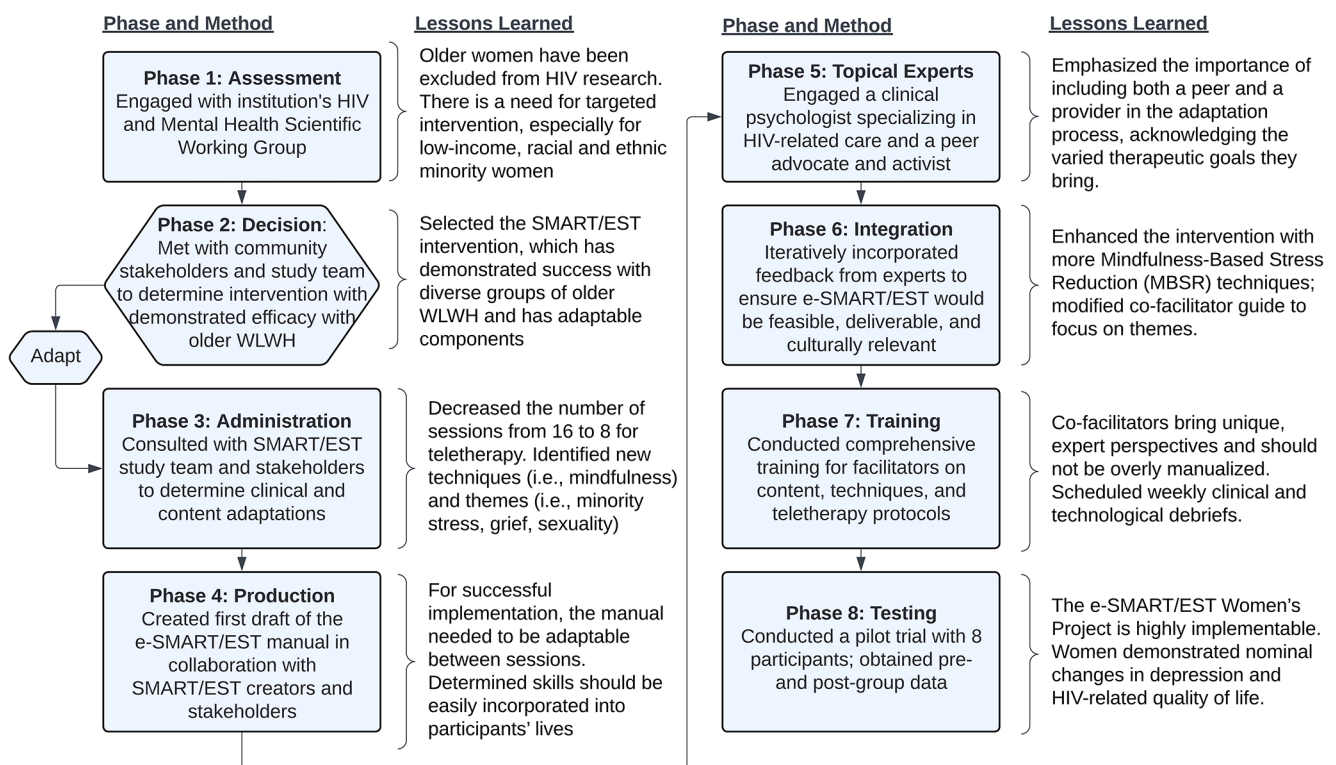 Phase and Method
Lessons Learned
Phase 1: Assessment
Engaged with institution's HIV
and Mental Health Scientific
Working Group
Older women have been
excluded from HIV research.
There is a need for targeted
intervention, especially for
low-income, racial and ethnic
minority women
Phase 2: Decision:
Met with community
stakeholders and study team
to determine intervention with
demonstrated efficacy with
older WLWH
Selected the SMART/EST
intervention, which has
demonstrated success with
diverse groups of older
WLWH and has adaptable
components
Adapt
Phase 3: Administration
Consulted with SMART/EST
study team and stakeholders
to determine clinical and
content adaptations
Decreased the number of
sessions from 16 to 8 for
teletherapy. Identified new
techniques (i.e., mindfulness)
and themes (i.e., minority
stress, grief, sexuality)
Phase 4: Production
Created first draft of the
e-SMART/EST manual in
collaboration with
SMART/EST creators and
stakeholders
For successful
implementation, the manual
needed to be adaptable
between sessions.
Determined skills should be
easily incorporated into
participants’ lives
Phase and Method
Lessons Learned
Phase 5: Topical Experts
Engaged a clinical
psychologist specializing in
HIV-related care and a peer
advocate and activist
Emphasized the importance of
including both a peer and a
provider in the adaptation
process, acknowledging the
varied therapeutic goals they
bring.
Phase 6: Integration
Iteratively incorporated
feedback from experts to
ensure e-SMART/EST would
be feasible, deliverable, and
culturally relevant
Enhanced the intervention with
more Mindfulness-Based Stress
Reduction (MBSR) techniques;
modified co-facilitator guide to
focus on themes.
Phase 7: Training
Conducted comprehensive
training for facilitators on
content, techniques, and
teletherapy protocols
Co-facilitators bring unique,
expert perspectives and should
not be overly manualized.
Scheduled weekly clinical and
technological debriefs.
Phase 8: Testing
Conducted a pilot trial with 8
participants; obtained pre-
and post-group data
The e-SMART/EST Women’s
Project is highly implementable.
Women demonstrated nominal
changes in depression and
HIV-related quality of life.